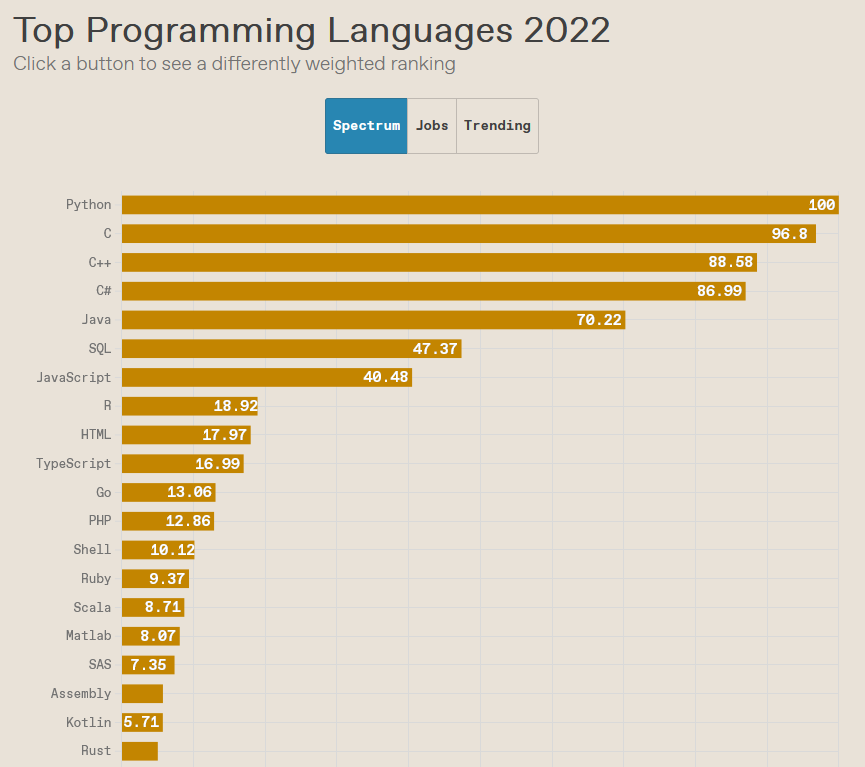 Top Programming Languages 2022
Click a button to see a differently weighted ranking
Spectrum Jobs Trending
Python 100
C 96.8
C++ 88.58
C# 86.99
Java 70.22
SQL 47.37
JavaScript 40.48
R 18.92
HTML 17.97
TypeScript 16.99
Go 13.06
PHP 12.86
Shell 10.12
Ruby 9.37
Scala 8.71
Matlab 8.07
SAS 7.35
Assembly
Kotlin 5.71
Rust